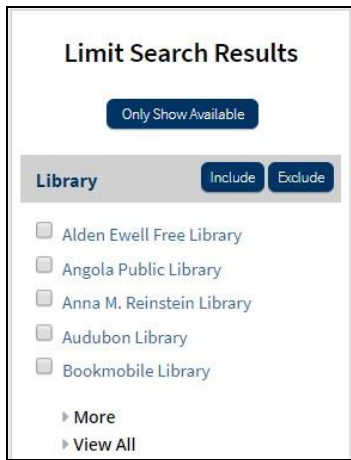 Limit Search Results
Only Show Available
Library Include Exclude
Alden Ewell Free Library
Angola Public Library
Anna M. Reinstein Library
Audubon Library
Bookmobile Library
More
View All